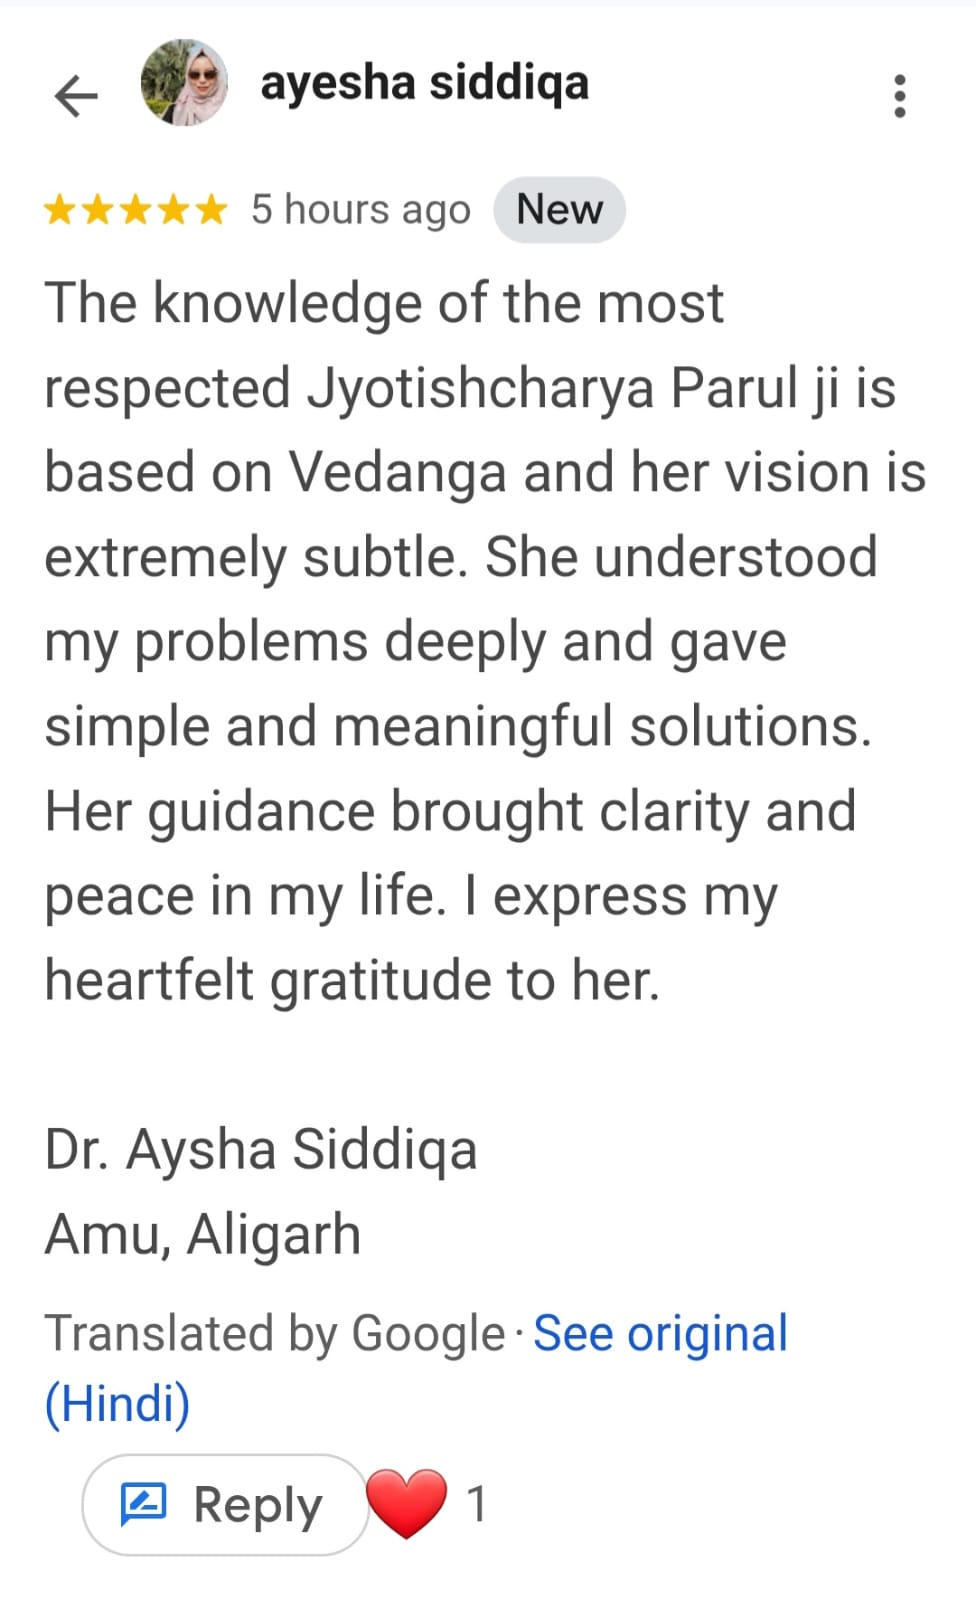 ayesha siddiqa
5 hours ago New
The knowledge of the most
respected Jyotishcharya Parul ji is
based on Vedanga and her vision is
extremely subtle. She understood
my problems deeply and gave
simple and meaningful solutions.
Her guidance brought clarity and
peace in my life. I express my
heartfelt gratitude to her.
Dr. Aysha Siddiqa
Amu, Aligarh
Translated by Google · See original
(Hindi)
Reply 1